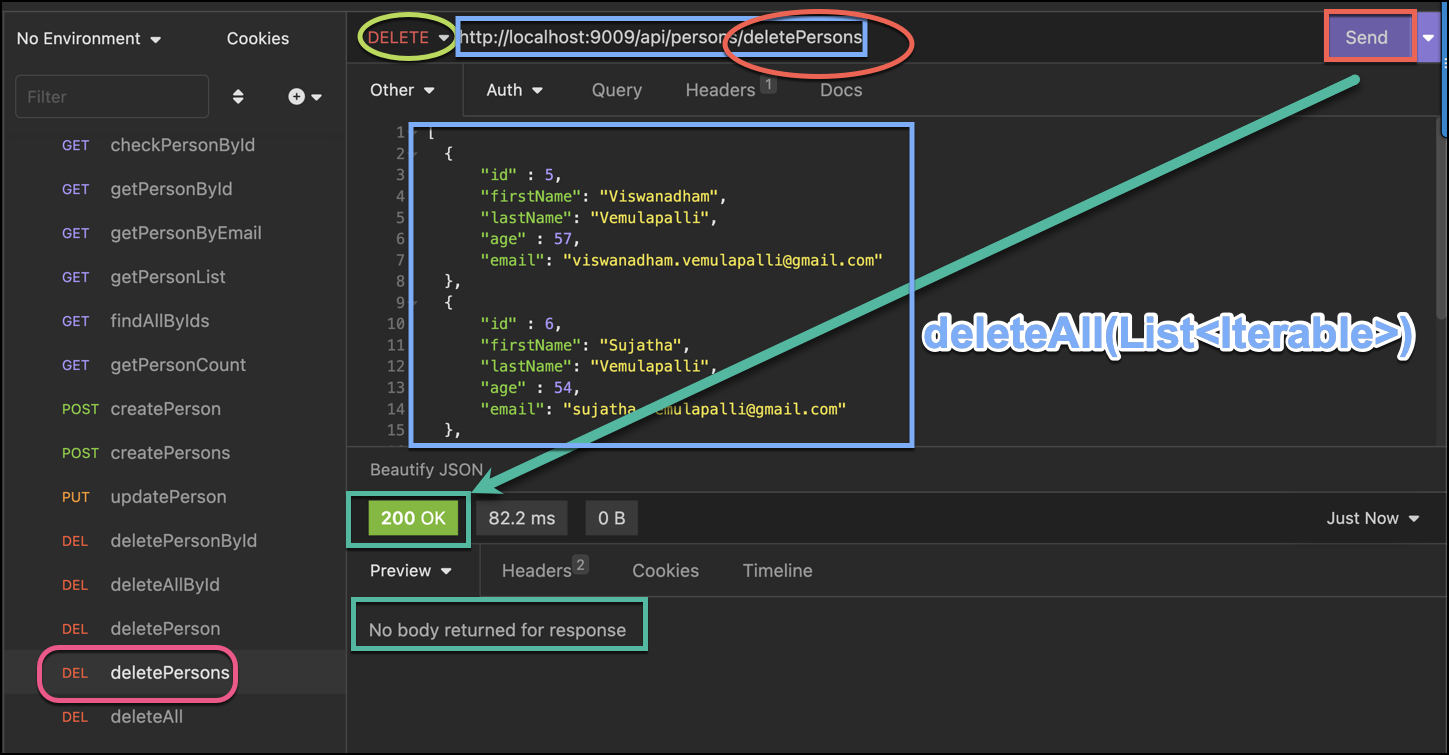 No Environment
Cookies
DELETE
http://localhost:9009/api/persons/deletePersons
Send
Filter
Other
Auth
Query
Headers 1
Docs
GET checkPersonById
GET getPersonById
GET getPersonByEmail
GET getPersonList
GET findAllByIds
GET getPersonCount
POST createPerson
POST createPersons
PUT updatePerson
DEL deletePersonById
DEL deleteAllById
DEL deletePerson
DEL deletePersons
DEL deleteAll
1 [
2 {
3 "id" : 5,
4 "firstName": "Viswanadham",
5 "lastName": "Vemulapalli",
6 "age" : 57,
7 "email": "viswanadham.vemulapalli@gmail.com"
8 },
9 {
10 "id" : 6,
11 "firstName": "Sujatha",
12 "lastName": "Vemulapalli",
13 "age" : 54,
14 "email": "sujatha.vemulapalli@gmail.com"
15 },
deleteAll(List<Iterable>)
Beautify JSON
200 OK
82.2 ms
0 B
Just Now
Preview
Headers 2
Cookies
Timeline
No body returned for response